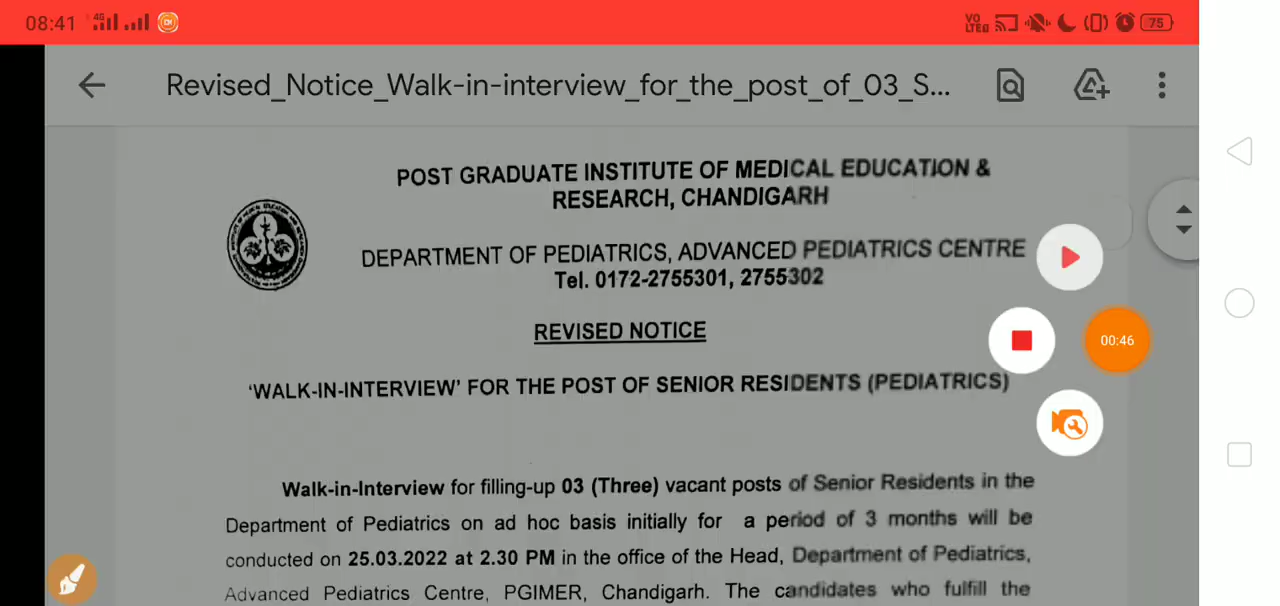 08:41 4G VO LTE 75
Revised_Notice_Walk-in-interview_for_the_post_of_03_S...
POST GRADUATE INSTITUTE OF MEDICAL EDUCATION &
RESEARCH, CHANDIGARH
DEPARTMENT OF PEDIATRICS, ADVANCED PEDIATRICS CENTRE
Tel. 0172-2755301, 2755302
REVISED NOTICE
00:46
‘WALK-IN-INTERVIEW’ FOR THE POST OF SENIOR RESIDENTS (PEDIATRICS)
Walk-in-Interview for filling-up 03 (Three) vacant posts of Senior Residents in the
Department of Pediatrics on ad hoc basis initially for a period of 3 months will be
conducted on 25.03.2022 at 2.30 PM in the office of the Head, Department of Pediatrics,
Advanced Pediatrics Centre, PGIMER, Chandigarh. The candidates who fulfill the